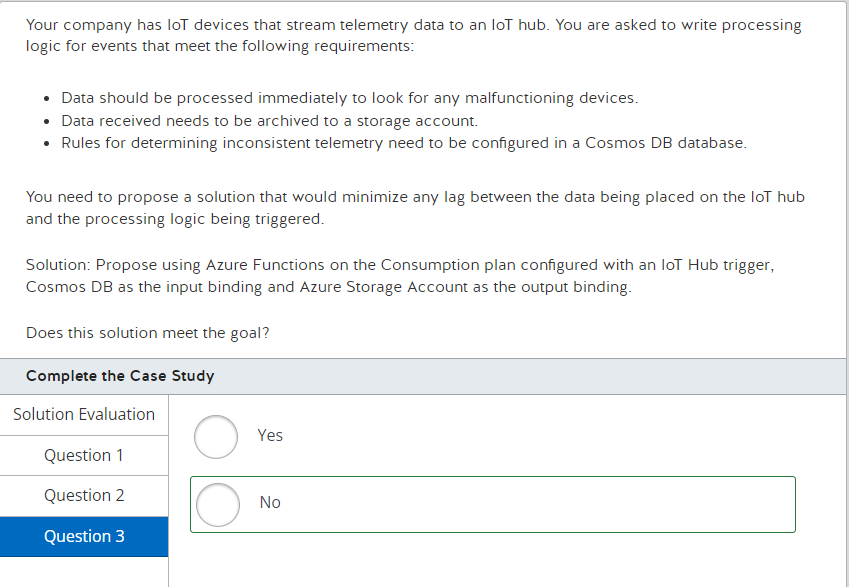 Your company has IoT devices that stream telemetry data to an IoT hub. You are asked to write processing
logic for events that meet the following requirements:
• Data should be processed immediately to look for any malfunctioning devices.
• Data received needs to be archived to a storage account.
• Rules for determining inconsistent telemetry need to be configured in a Cosmos DB database.
You need to propose a solution that would minimize any lag between the data being placed on the IoT hub
and the processing logic being triggered.
Solution: Propose using Azure Functions on the Consumption plan configured with an IoT Hub trigger,
Cosmos DB as the input binding and Azure Storage Account as the output binding.
Does this solution meet the goal?
Complete the Case Study
Solution Evaluation
Question 1
Question 2
Question 3
Yes
No